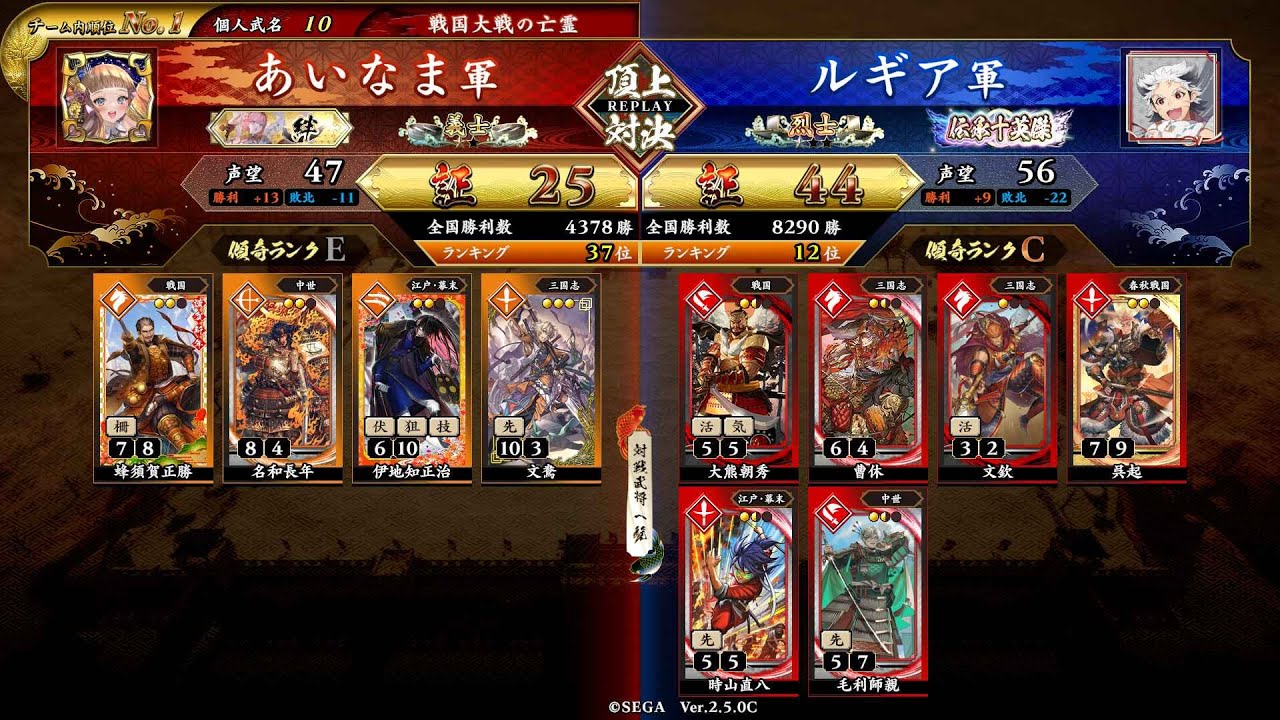 チーム内順位 No.1 個人武名 10 戦国大戦の亡霊
あいなま軍
頂上
REPLAY
対決
ルギア軍
絆 義士
烈士 伝承十英傑
声望 47
勝利 +13 敗北 -11
証 25
証 44
声望 56
勝利 +9 敗北 -22
全国勝利数 4378勝
全国勝利数 8290勝
傾奇ランク E
ランキング 37位
ランキング 12位
傾奇ランク C
戦国
柵
7 8
蜂須賀正勝
中世
8 4
名和長年
江戸・幕末
伏 狙 技
6 10
伊地知正治
三国志
先
10 3
文鴦
対戦武将一覧
戦国
活 気
5 5
大熊朝秀
三国志
6 4
曹休
三国志
活
3 2
文欽
春秋戦国
7 9
呉起
江戸・幕末
先
5 5
時山直八
中世
先
5 7
毛利師親
©SEGA Ver.2.5.0C